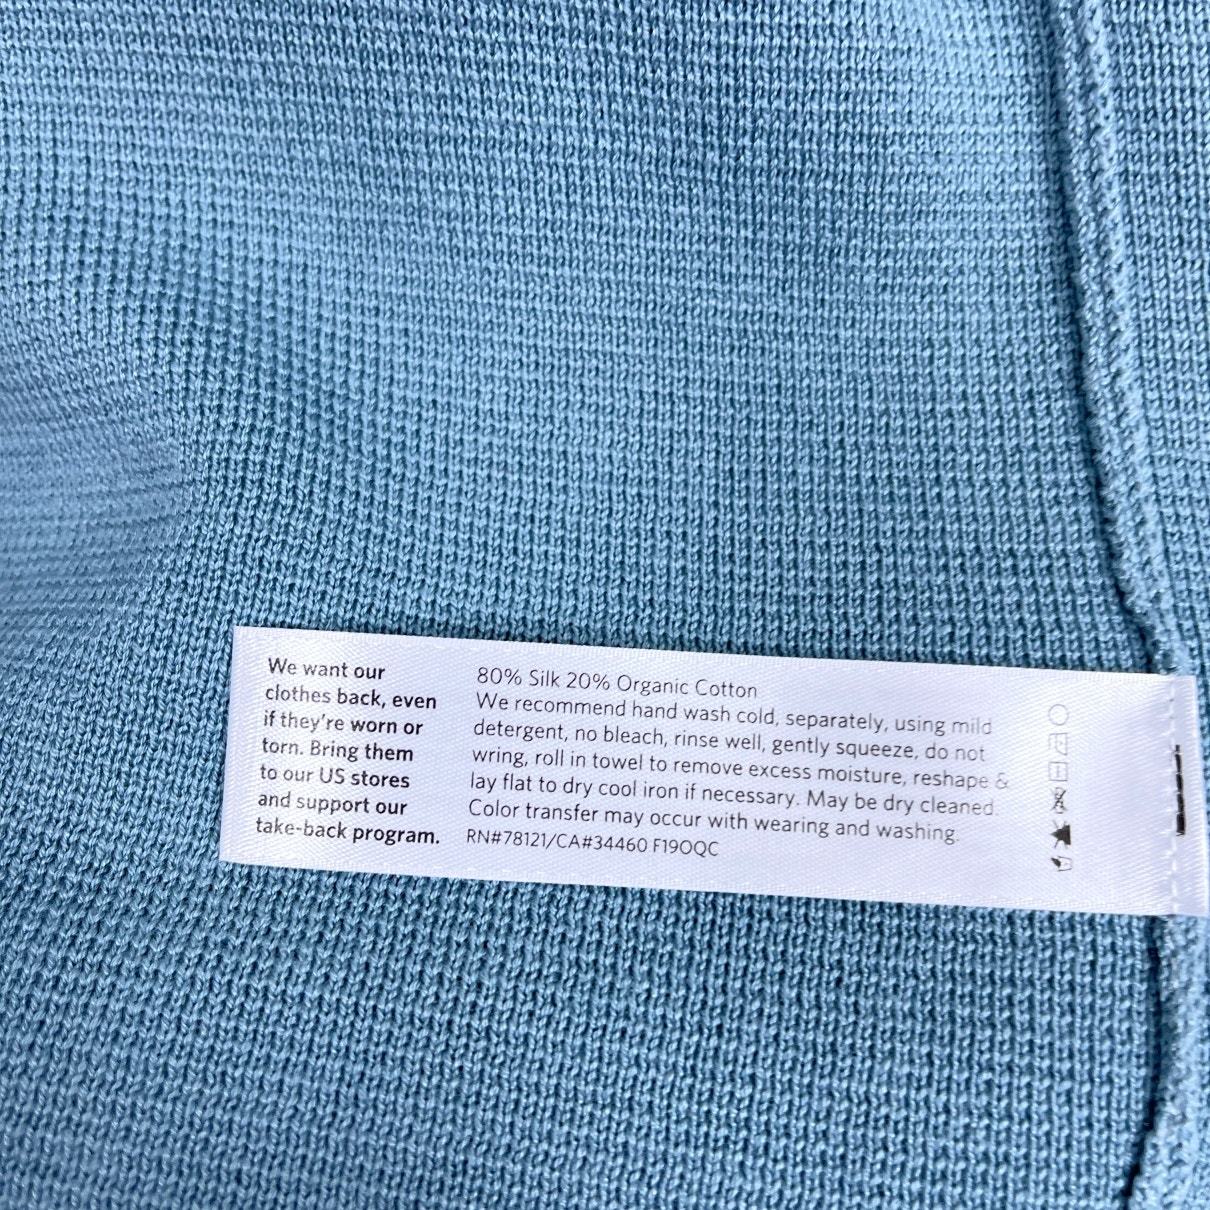 We want our
clothes back, even
if they're worn or
torn. Bring them
to our US stores
and support our
take-back program.
80% Silk 20% Organic Cotton
We recommend hand wash cold, separately, using mild
detergent, no bleach, rinse well, gently squeeze, do not
wring, roll in towel to remove excess moisture, reshape &
lay flat to dry cool iron if necessary. May be dry cleaned.
Color transfer may occur with wearing and washing.
RN#78121/CA#34460 F19OQC